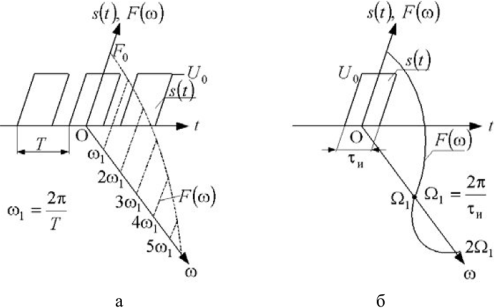 s(t), F(ω)
F₀
U₀
s(t)
T
O
t
ω₁
2ω₁
3ω₁
4ω₁
5ω₁
F(ω)
ω₁ = 2π/T
ω
а
s(t), F(ω)
U₀
s(t)
O
t
τи
F(ω)
Ω₁
Ω₁ = 2π/τи
2Ω₁
ω
б